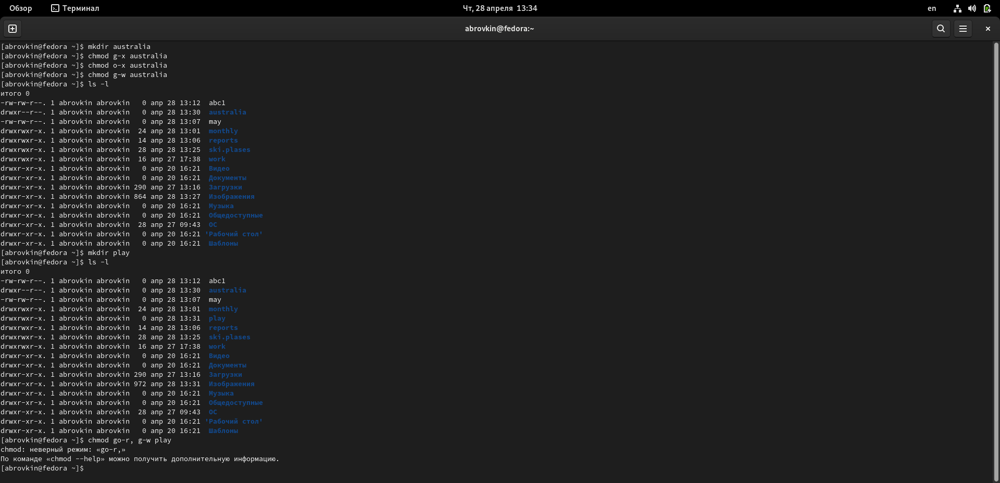 Обзор Терминал Чт, 28 апреля 13:34 en
abrovkin@fedora:~
[abrovkin@fedora ~]$ mkdir australia
[abrovkin@fedora ~]$ chmod g-x australia
[abrovkin@fedora ~]$ chmod o-x australia
[abrovkin@fedora ~]$ chmod g-w australia
[abrovkin@fedora ~]$ ls -l
итого 0
-rw-rw-r--. 1 abrovkin abrovkin   0 апр 28 13:12  abc1
drwxr--r--. 1 abrovkin abrovkin   0 апр 28 13:30  australia
-rw-rw-r--. 1 abrovkin abrovkin   0 апр 28 13:07  may
drwxrwxr-x. 1 abrovkin abrovkin  24 апр 28 13:01  monthly
drwxrwxr-x. 1 abrovkin abrovkin  14 апр 28 13:06  reports
drwxrwxr-x. 1 abrovkin abrovkin  28 апр 28 13:25  ski.plases
drwxrwxr-x. 1 abrovkin abrovkin  16 апр 27 17:38  work
drwxr-xr-x. 1 abrovkin abrovkin   0 апр 20 16:21  Видео
drwxr-xr-x. 1 abrovkin abrovkin   0 апр 20 16:21  Документы
drwxr-xr-x. 1 abrovkin abrovkin 290 апр 27 13:16  Загрузки
drwxr-xr-x. 1 abrovkin abrovkin 864 апр 28 13:27  Изображения
drwxr-xr-x. 1 abrovkin abrovkin   0 апр 20 16:21  Музыка
drwxr-xr-x. 1 abrovkin abrovkin   0 апр 20 16:21  Общедоступные
drwxr-xr-x. 1 abrovkin abrovkin  28 апр 27 09:43  ОС
drwxr-xr-x. 1 abrovkin abrovkin   0 апр 20 16:21 'Рабочий стол'
drwxr-xr-x. 1 abrovkin abrovkin   0 апр 20 16:21  Шаблоны
[abrovkin@fedora ~]$ mkdir play
[abrovkin@fedora ~]$ ls -l
итого 0
-rw-rw-r--. 1 abrovkin abrovkin   0 апр 28 13:12  abc1
drwxr--r--. 1 abrovkin abrovkin   0 апр 28 13:30  australia
-rw-rw-r--. 1 abrovkin abrovkin   0 апр 28 13:07  may
drwxrwxr-x. 1 abrovkin abrovkin  24 апр 28 13:01  monthly
drwxrwxr-x. 1 abrovkin abrovkin   0 апр 28 13:31  play
drwxrwxr-x. 1 abrovkin abrovkin  14 апр 28 13:06  reports
drwxrwxr-x. 1 abrovkin abrovkin  28 апр 28 13:25  ski.plases
drwxrwxr-x. 1 abrovkin abrovkin  16 апр 27 17:38  work
drwxr-xr-x. 1 abrovkin abrovkin   0 апр 20 16:21  Видео
drwxr-xr-x. 1 abrovkin abrovkin   0 апр 20 16:21  Документы
drwxr-xr-x. 1 abrovkin abrovkin 290 апр 27 13:16  Загрузки
drwxr-xr-x. 1 abrovkin abrovkin 972 апр 28 13:31  Изображения
drwxr-xr-x. 1 abrovkin abrovkin   0 апр 20 16:21  Музыка
drwxr-xr-x. 1 abrovkin abrovkin   0 апр 20 16:21  Общедоступные
drwxr-xr-x. 1 abrovkin abrovkin  28 апр 27 09:43  ОС
drwxr-xr-x. 1 abrovkin abrovkin   0 апр 20 16:21 'Рабочий стол'
drwxr-xr-x. 1 abrovkin abrovkin   0 апр 20 16:21  Шаблоны
[abrovkin@fedora ~]$ chmod go-r, g-w play
chmod: неверный режим: «go-r,»
По команде «chmod --help» можно получить дополнительную информацию.
[abrovkin@fedora ~]$